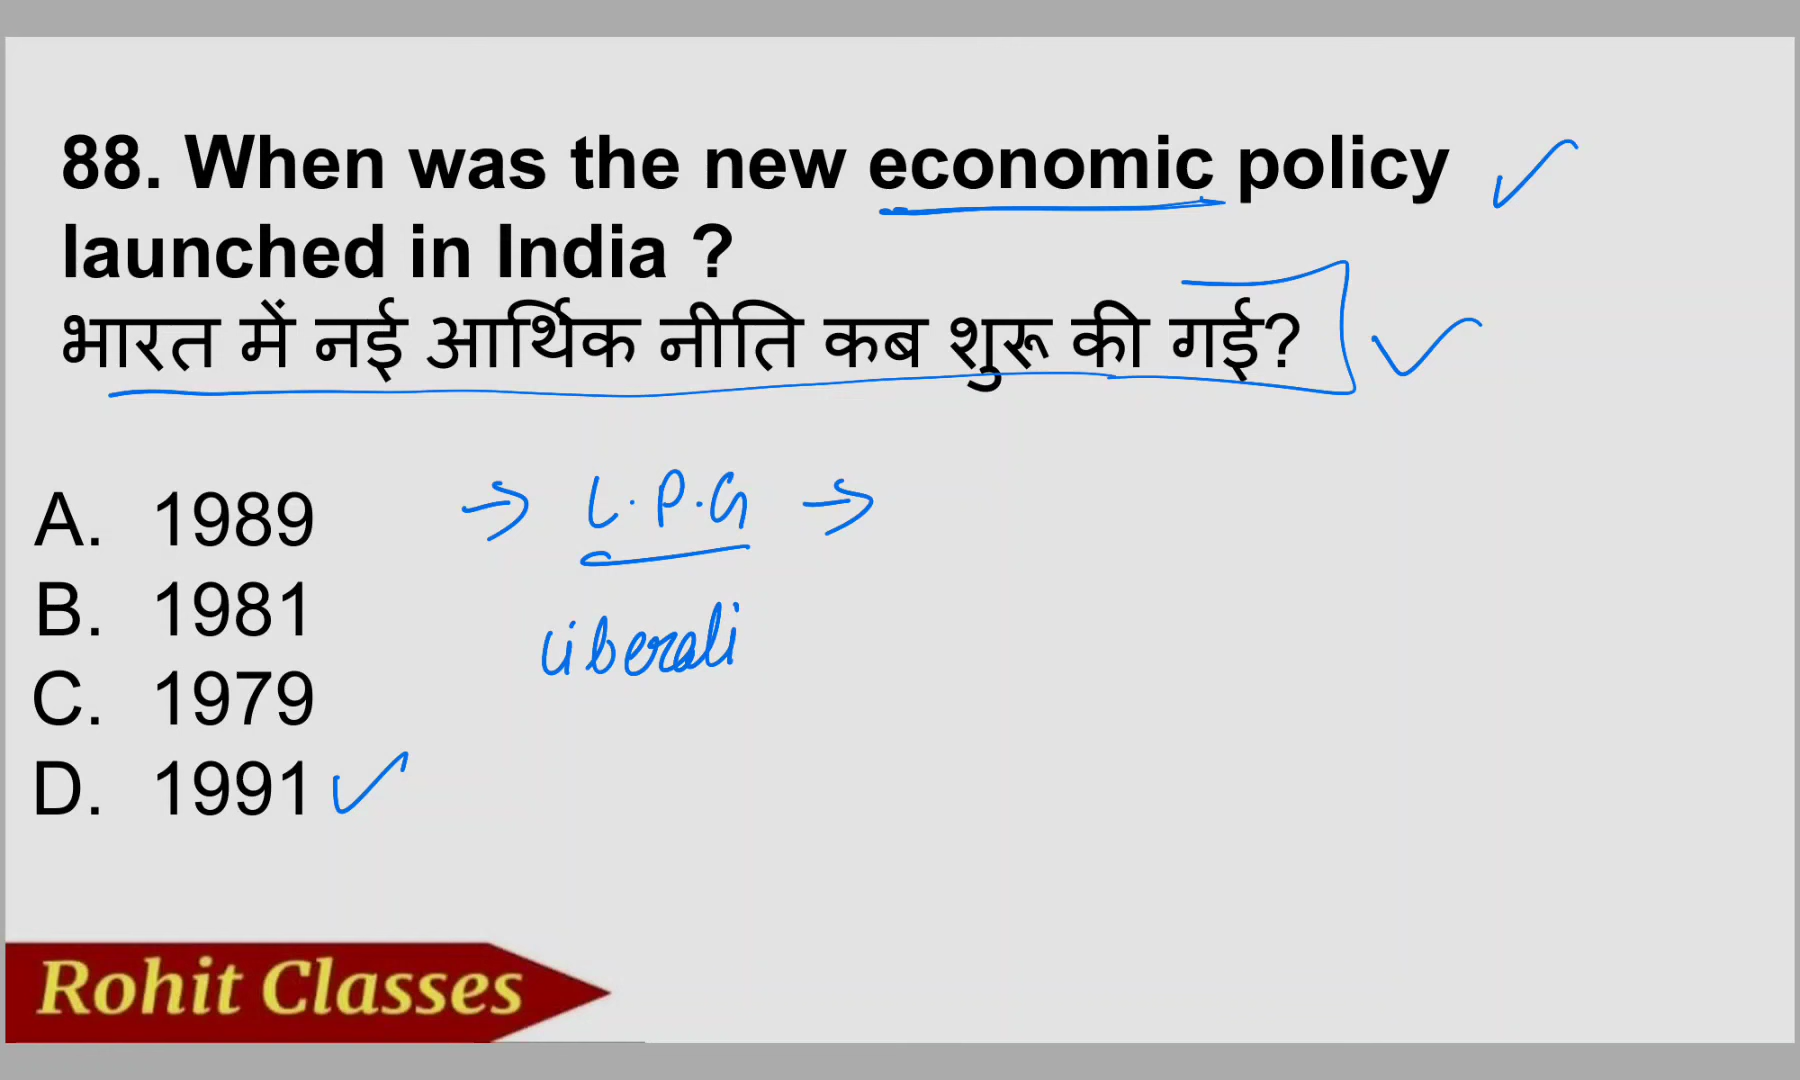 88. When was the new economic policy
launched in India ?
भारत में नई आर्थिक नीति कब शुरू की गई?
A. 1989
→ L.P.G →
B. 1981
Liberali
C. 1979
D. 1991
Rohit Classes